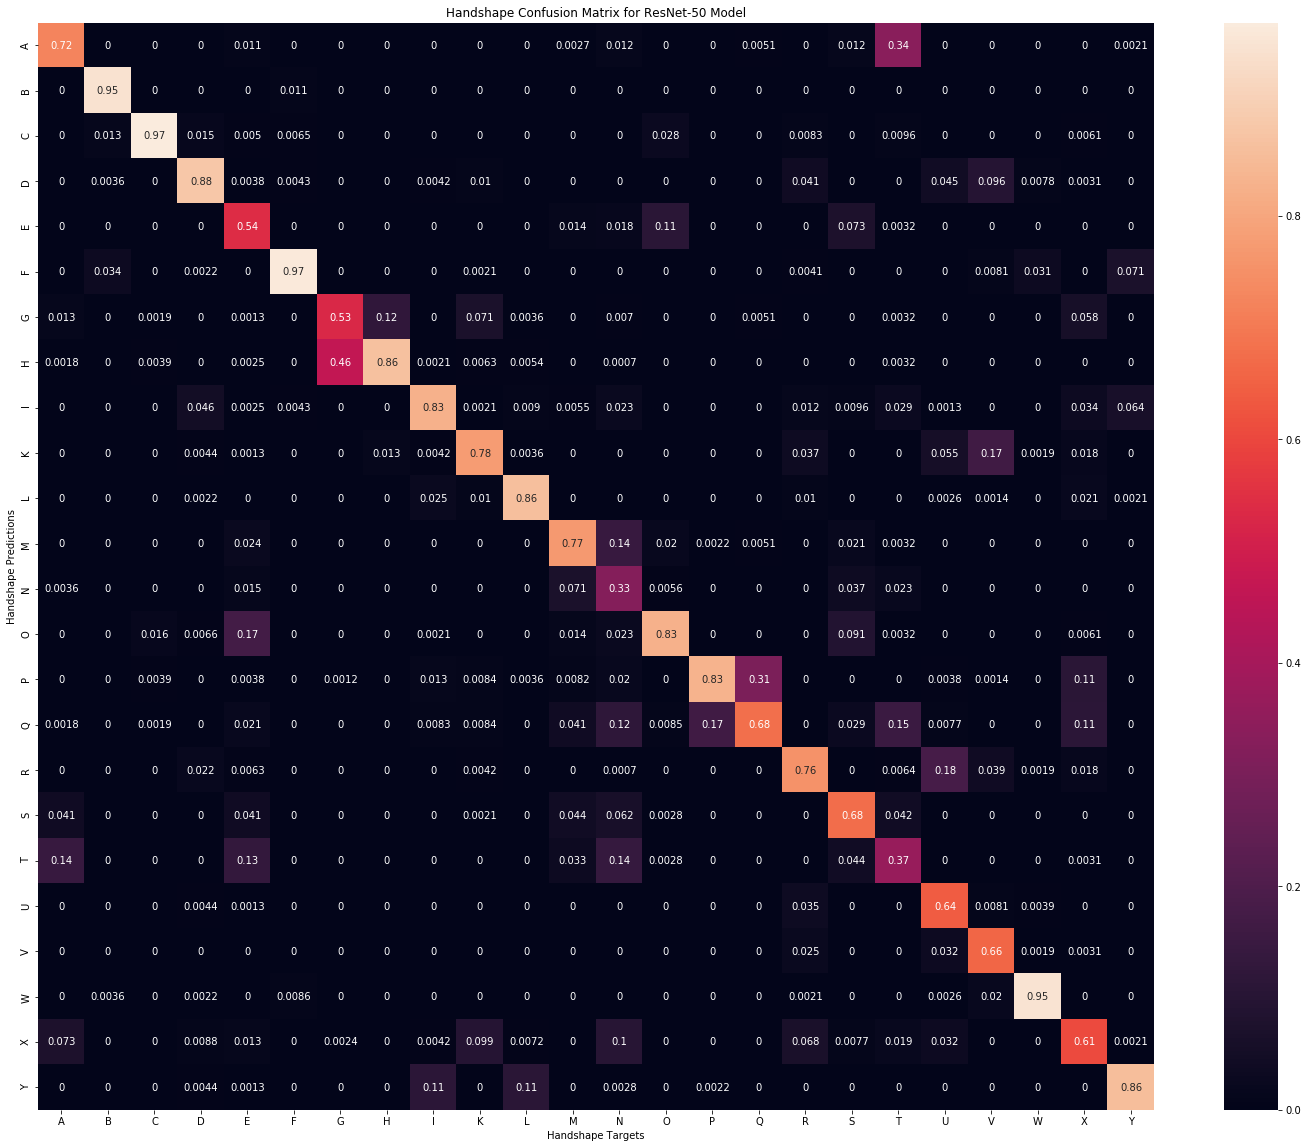 Handshape Confusion Matrix for ResNet-50 Model
A 0.72 0 0 0 0.011 0 0 0 0 0 0 0.0027 0.012 0 0 0.0051 0 0.012 0.34 0 0 0 0 0.0021
B 0 0.95 0 0 0 0.011 0 0 0 0 0 0 0 0 0 0 0 0 0 0 0 0 0 0
C 0 0.013 0.97 0.015 0.005 0.0065 0 0 0 0 0 0 0 0.028 0 0 0.0083 0 0.0096 0 0 0 0.0061 0
D 0 0.0036 0 0.88 0.0038 0.0043 0 0 0.0042 0.01 0 0 0 0 0 0 0.041 0 0 0.045 0.096 0.0078 0.0031 0
E 0 0 0 0 0.54 0 0 0 0 0 0 0.014 0.018 0.11 0 0 0 0.073 0.0032 0 0 0 0 0
F 0 0.034 0 0.0022 0 0.97 0 0 0 0.0021 0 0 0 0 0 0 0.0041 0 0 0 0.0081 0.031 0 0.071
G 0.013 0 0.0019 0 0.0013 0 0.53 0.12 0 0.071 0.0036 0 0.007 0 0 0.0051 0 0 0.0032 0 0 0 0.058 0
H 0.0018 0 0.0039 0 0.0025 0 0.46 0.86 0.0021 0.0063 0.0054 0 0.0007 0 0 0 0 0 0.0032 0 0 0 0 0
I 0 0 0 0.046 0.0025 0.0043 0 0 0.83 0.0021 0.009 0.0055 0.023 0 0 0 0.012 0.0096 0.029 0.0013 0 0 0.034 0.064
K 0 0 0 0.0044 0.0013 0 0 0.013 0.0042 0.78 0.0036 0 0 0 0 0 0.037 0 0 0.055 0.17 0.0019 0.018 0
L 0 0 0 0.0022 0 0 0 0 0.025 0.01 0.86 0 0 0 0 0 0.01 0 0 0.0026 0.0014 0 0.021 0.0021
M 0 0 0 0 0.024 0 0 0 0 0 0 0.77 0.14 0.02 0.0022 0.0051 0 0.021 0.0032 0 0 0 0 0
N 0.0036 0 0 0 0.015 0 0 0 0 0 0 0.071 0.33 0.0056 0 0 0 0.037 0.023 0 0 0 0 0
O 0 0 0.016 0.0066 0.17 0 0 0 0.0021 0 0 0.014 0.023 0.83 0 0 0 0.091 0.0032 0 0 0 0.0061 0
P 0 0 0.0039 0 0.0038 0 0.0012 0 0.013 0.0084 0.0036 0.0082 0.02 0 0.83 0.31 0 0 0 0.0038 0.0014 0 0.11 0
Q 0.0018 0 0.0019 0 0.021 0 0 0 0.0083 0.0084 0 0.041 0.12 0.0085 0.17 0.68 0 0.029 0.15 0.0077 0 0 0.11 0
R 0 0 0 0.022 0.0063 0 0 0 0 0.0042 0 0 0.0007 0 0 0 0.76 0 0.0064 0.18 0.039 0.0019 0.018 0
S 0.041 0 0 0 0.041 0 0 0 0 0.0021 0 0.044 0.062 0.0028 0 0 0 0.68 0.042 0 0 0 0 0
T 0.14 0 0 0 0.13 0 0 0 0 0 0 0.033 0.14 0.0028 0 0 0 0.044 0.37 0 0 0 0.0031 0
U 0 0 0 0.0044 0.0013 0 0 0 0 0 0 0 0 0 0 0 0.035 0 0 0.64 0.0081 0.0039 0 0
V 0 0 0 0 0 0 0 0 0 0 0 0 0 0 0 0 0.025 0 0 0.032 0.66 0.0019 0.0031 0
W 0 0.0036 0 0.0022 0 0.0086 0 0 0 0 0 0 0 0 0 0 0.0021 0 0 0.0026 0.02 0.95 0 0
X 0.073 0 0 0.0088 0.013 0 0.0024 0 0.0042 0.099 0.0072 0 0.1 0 0 0 0.068 0.0077 0.019 0.032 0 0 0.61 0.0021
Y 0 0 0 0.0044 0.0013 0 0 0 0.11 0 0.11 0 0.0028 0 0.0022 0 0 0 0 0 0 0 0 0.86
A B C D E F G H I K L M N O P Q R S T U V W X Y
Handshape Targets
Handshape Predictions
0.8
0.6
0.4
0.2
0.0